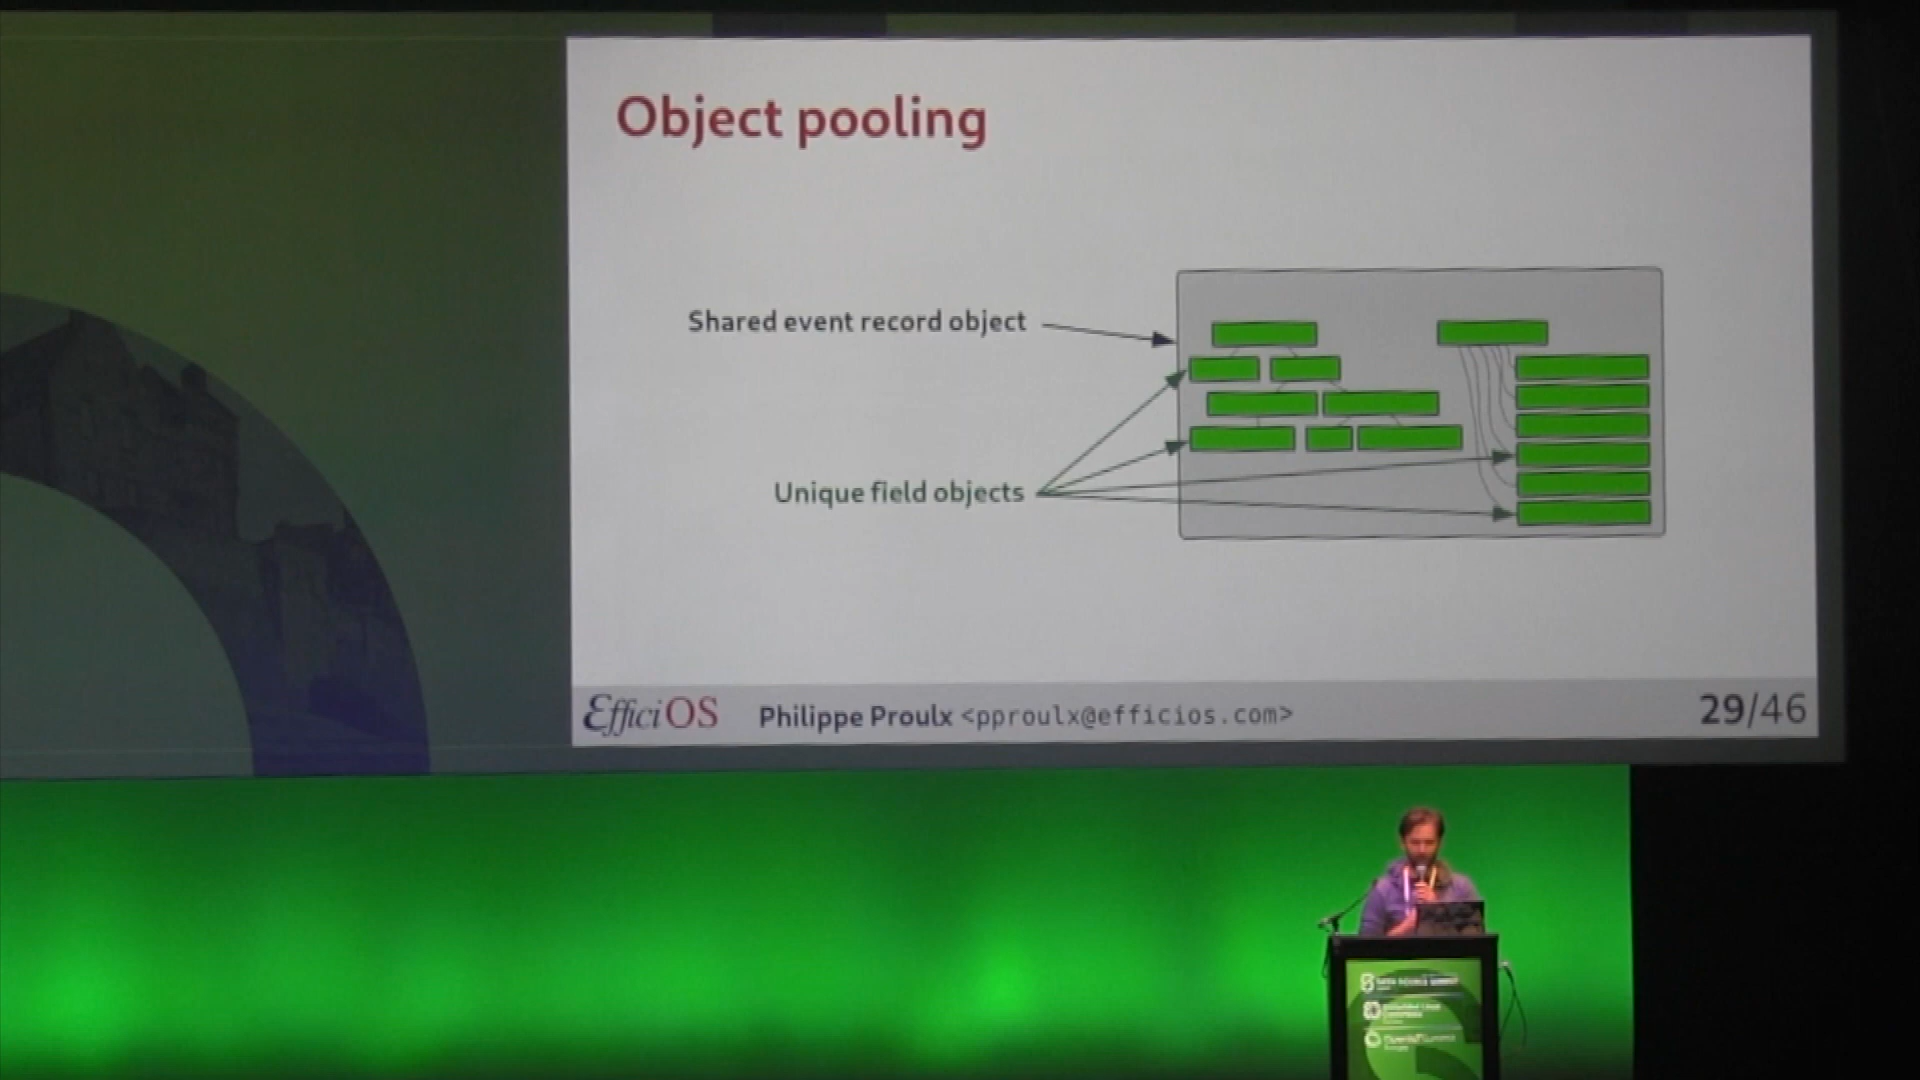 Object pooling
Shared event record object
Unique field objects
EfficiOS Philippe Proulx <pproulx@efficios.com> 29/46